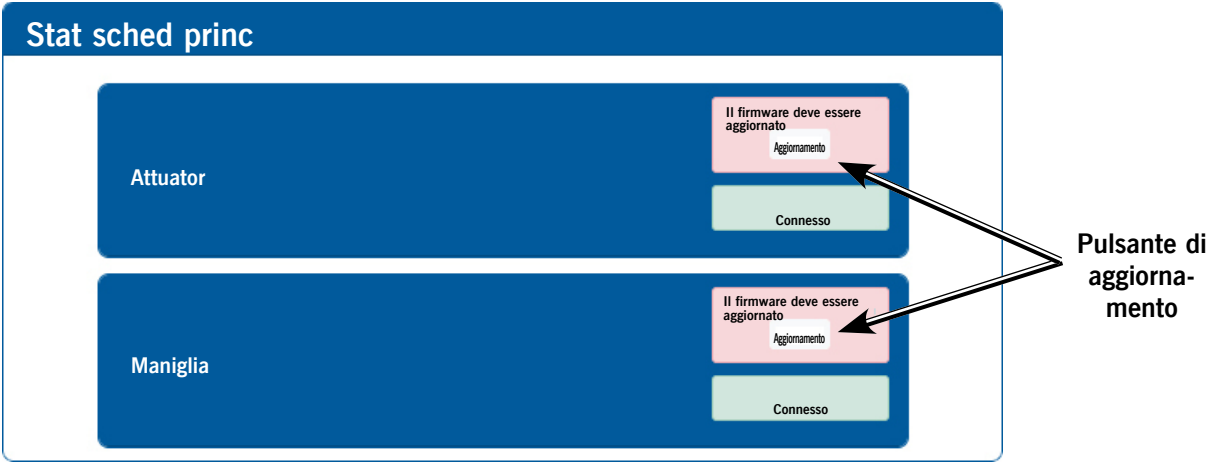 Stat sched princ
Il firmware deve essere
aggiornato
Aggiornamento
Attuator
Connesso
Pulsante di
aggiorna-
mento
Il firmware deve essere
aggiornato
Aggiornamento
Maniglia
Connesso